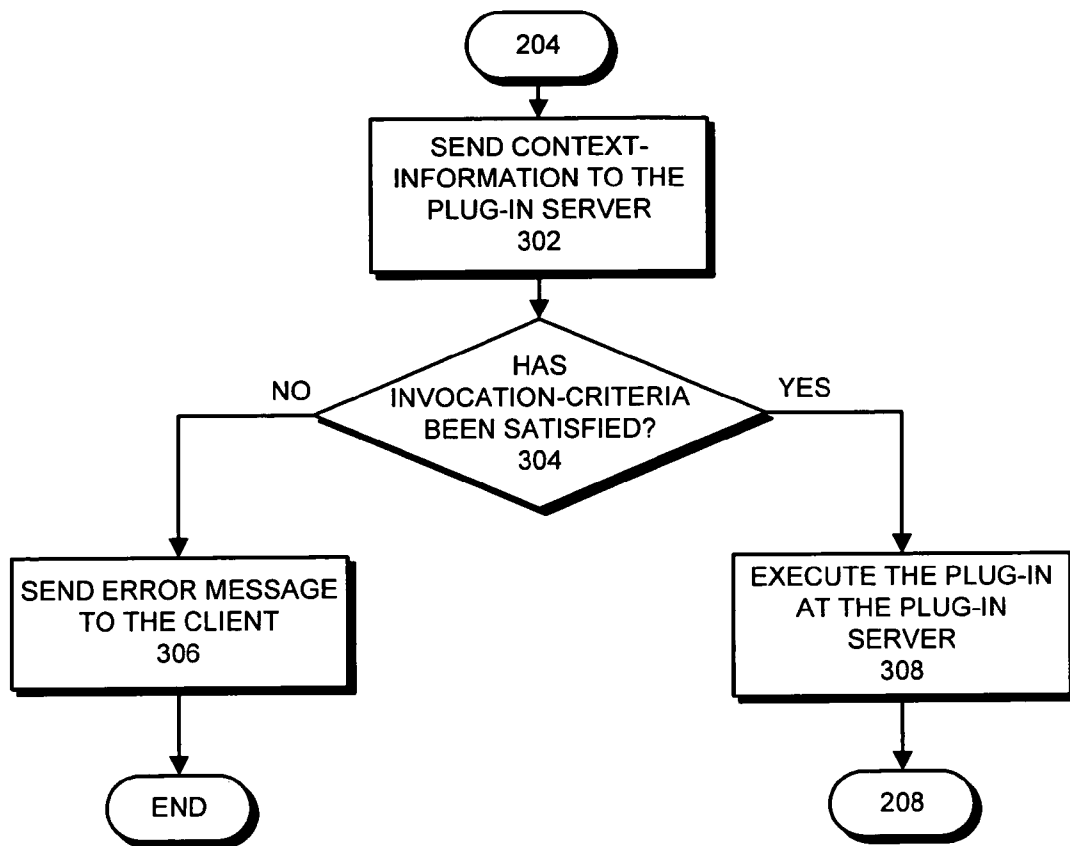 204
SEND CONTEXT-
INFORMATION TO THE
PLUG-IN SERVER
302
HAS
INVOCATION-CRITERIA
BEEN SATISFIED?
304
NO
YES
SEND ERROR MESSAGE
TO THE CLIENT
306
EXECUTE THE PLUG-IN
AT THE PLUG-IN
SERVER
308
END
208